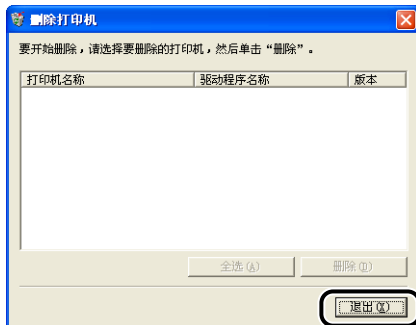 删除打印机
要开始删除，请选择要删除的打印机，然后单击“删除”。
打印机名称 驱动程序名称 版本
全选(A) 删除(D)
退出(X)